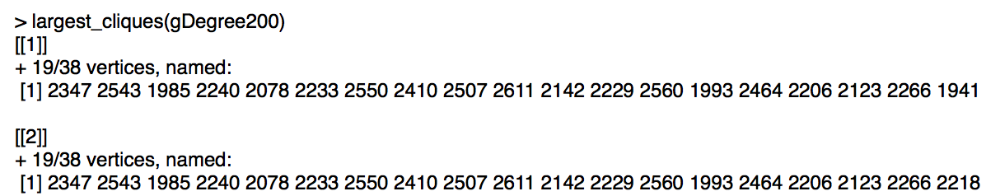 > largest_cliques(gDegree200)
[[1]]
+ 19/38 vertices, named:
[1] 2347 2543 1985 2240 2078 2233 2550 2410 2507 2611 2142 2229 2560 1993 2464 2206 2123 2266 1941
[[2]]
+ 19/38 vertices, named:
[1] 2347 2543 1985 2240 2078 2233 2550 2410 2507 2611 2142 2229 2560 1993 2464 2206 2123 2266 2218